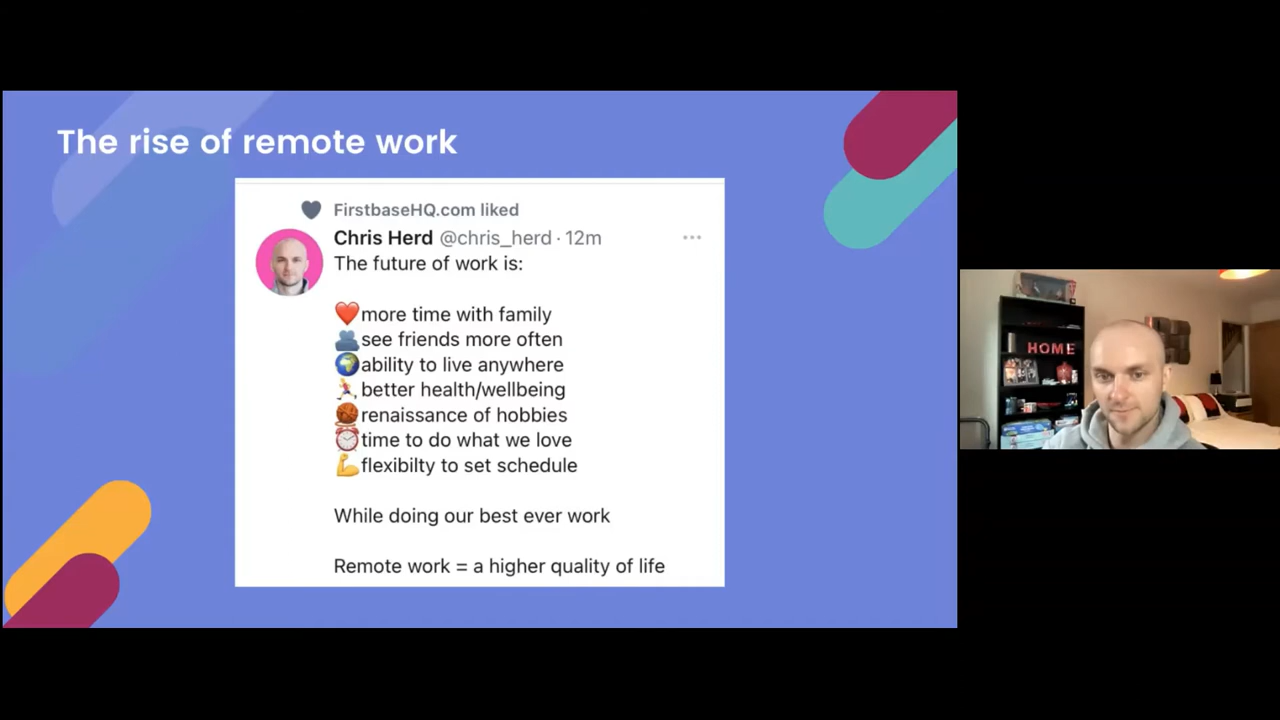 The rise of remote work
FirstbaseHQ.com liked
Chris Herd @chris_herd · 12m
The future of work is:
❤️more time with family
👥see friends more often
🌍ability to live anywhere
🏃‍♀️better health/wellbeing
🏀renaissance of hobbies
⏰time to do what we love
💪flexibilty to set schedule
While doing our best ever work
Remote work = a higher quality of life
HOME